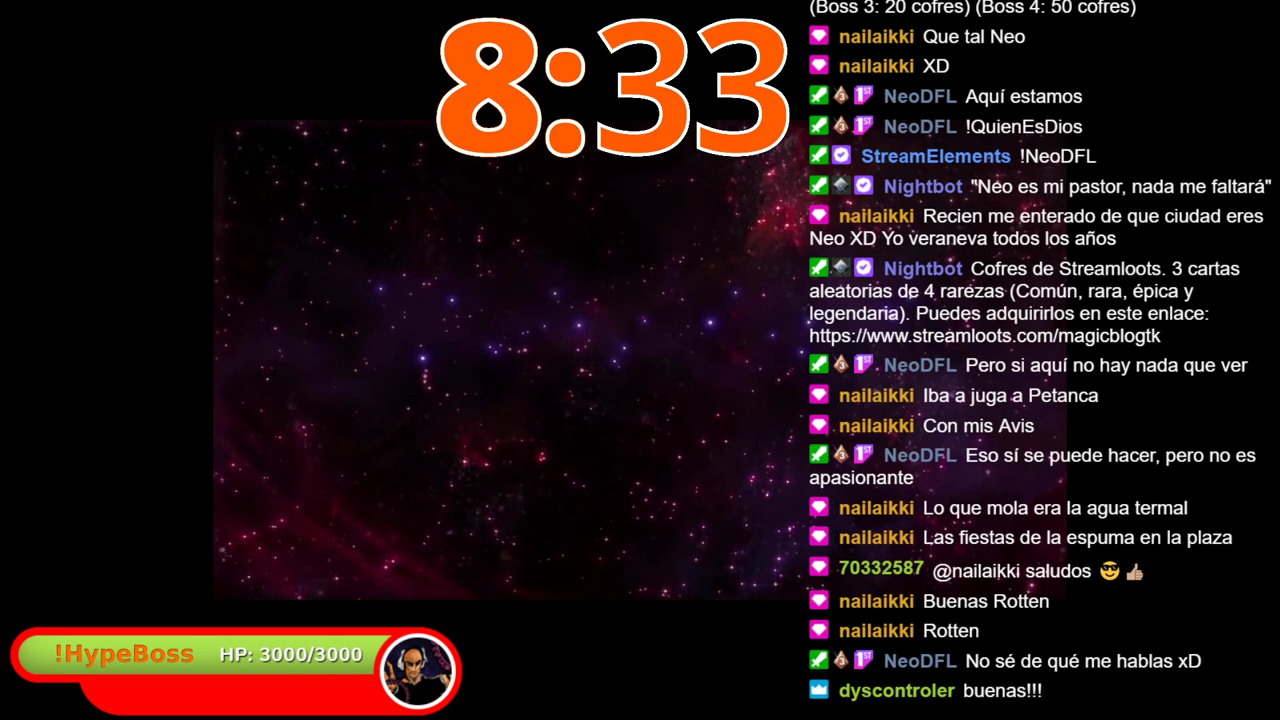 8:33
(Boss 3: 20 cofres) (Boss 4: 50 cofres)
nailaikki Que tal Neo
nailaikki XD
NeoDFL Aquí estamos
NeoDFL !QuienEsDios
StreamElements !NeoDFL
Nightbot "Neo es mi pastor, nada me faltará"
nailaikki Recien me enterado de que ciudad eres
Neo XD Yo veraneva todos los años
Nightbot Cofres de Streamloots. 3 cartas
aleatorias de 4 rarezas (Común, rara, épica y
legendaria). Puedes adquirirlos en este enlace:
https://www.streamloots.com/magicblogtk
NeoDFL Pero si aquí no hay nada que ver
nailaikki Iba a juga a Petanca
nailaikki Con mis Avis
NeoDFL Eso sí se puede hacer, pero no es
apasionante
nailaikki Lo que mola era la agua termal
nailaikki Las fiestas de la espuma en la plaza
70332587 @nailaikki saludos 😎👍🏼
nailaikki Buenas Rotten
nailaikki Rotten
NeoDFL No sé de qué me hablas xD
dyscontroler buenas!!!
!HypeBoss HP: 3000/3000